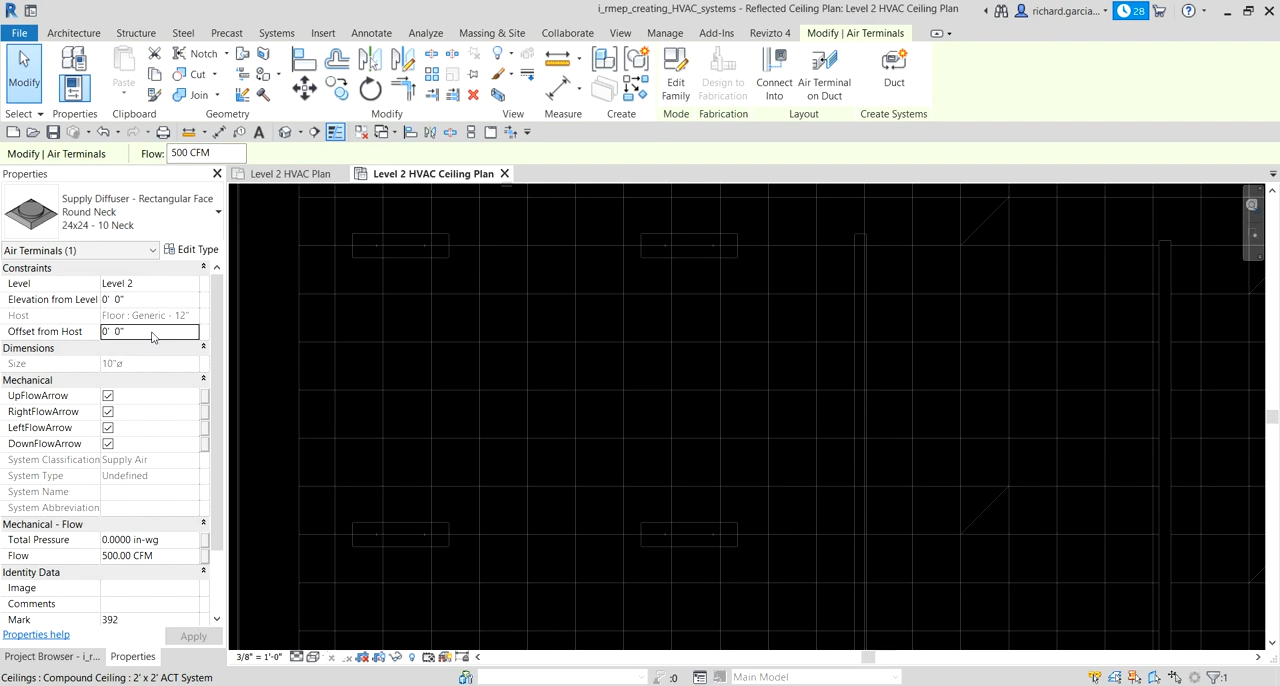 i_rmep_creating_HVAC_systems - Reflected Ceiling Plan: Level 2 HVAC Ceiling Plan
richard.garcia...
28
File Architecture Structure Steel Precast Systems Insert Annotate Analyze Massing & Site Collaborate View Manage Add-Ins Revizto 4 Modify | Air Terminals
Modify
Paste
Notch
Cut
Join
Edit Family
Design to Fabrication
Connect Into
Air Terminal on Duct
Duct
Select Properties Clipboard Geometry Modify View Measure Create Mode Fabrication Layout Create Systems
Modify | Air Terminals Flow: 500 CFM
Properties
Level 2 HVAC Plan
Level 2 HVAC Ceiling Plan
Supply Diffuser - Rectangular Face
Round Neck
24x24 - 10 Neck
Air Terminals (1) Edit Type
Constraints
Level Level 2
Elevation from Level 0' 0"
Host Floor : Generic - 12"
Offset from Host 0' 0"
Dimensions
Size 10"ø
Mechanical
UpFlowArrow
RightFlowArrow
LeftFlowArrow
DownFlowArrow
System Classification Supply Air
System Type Undefined
System Name
System Abbreviation
Mechanical - Flow
Total Pressure 0.0000 in-wg
Flow 500.00 CFM
Identity Data
Image
Comments
Mark 392
Properties help Apply
Project Browser - i_r... Properties
3/8" = 1'-0"
Ceilings : Compound Ceiling : 2' x 2' ACT System
:0
Main Model
:1